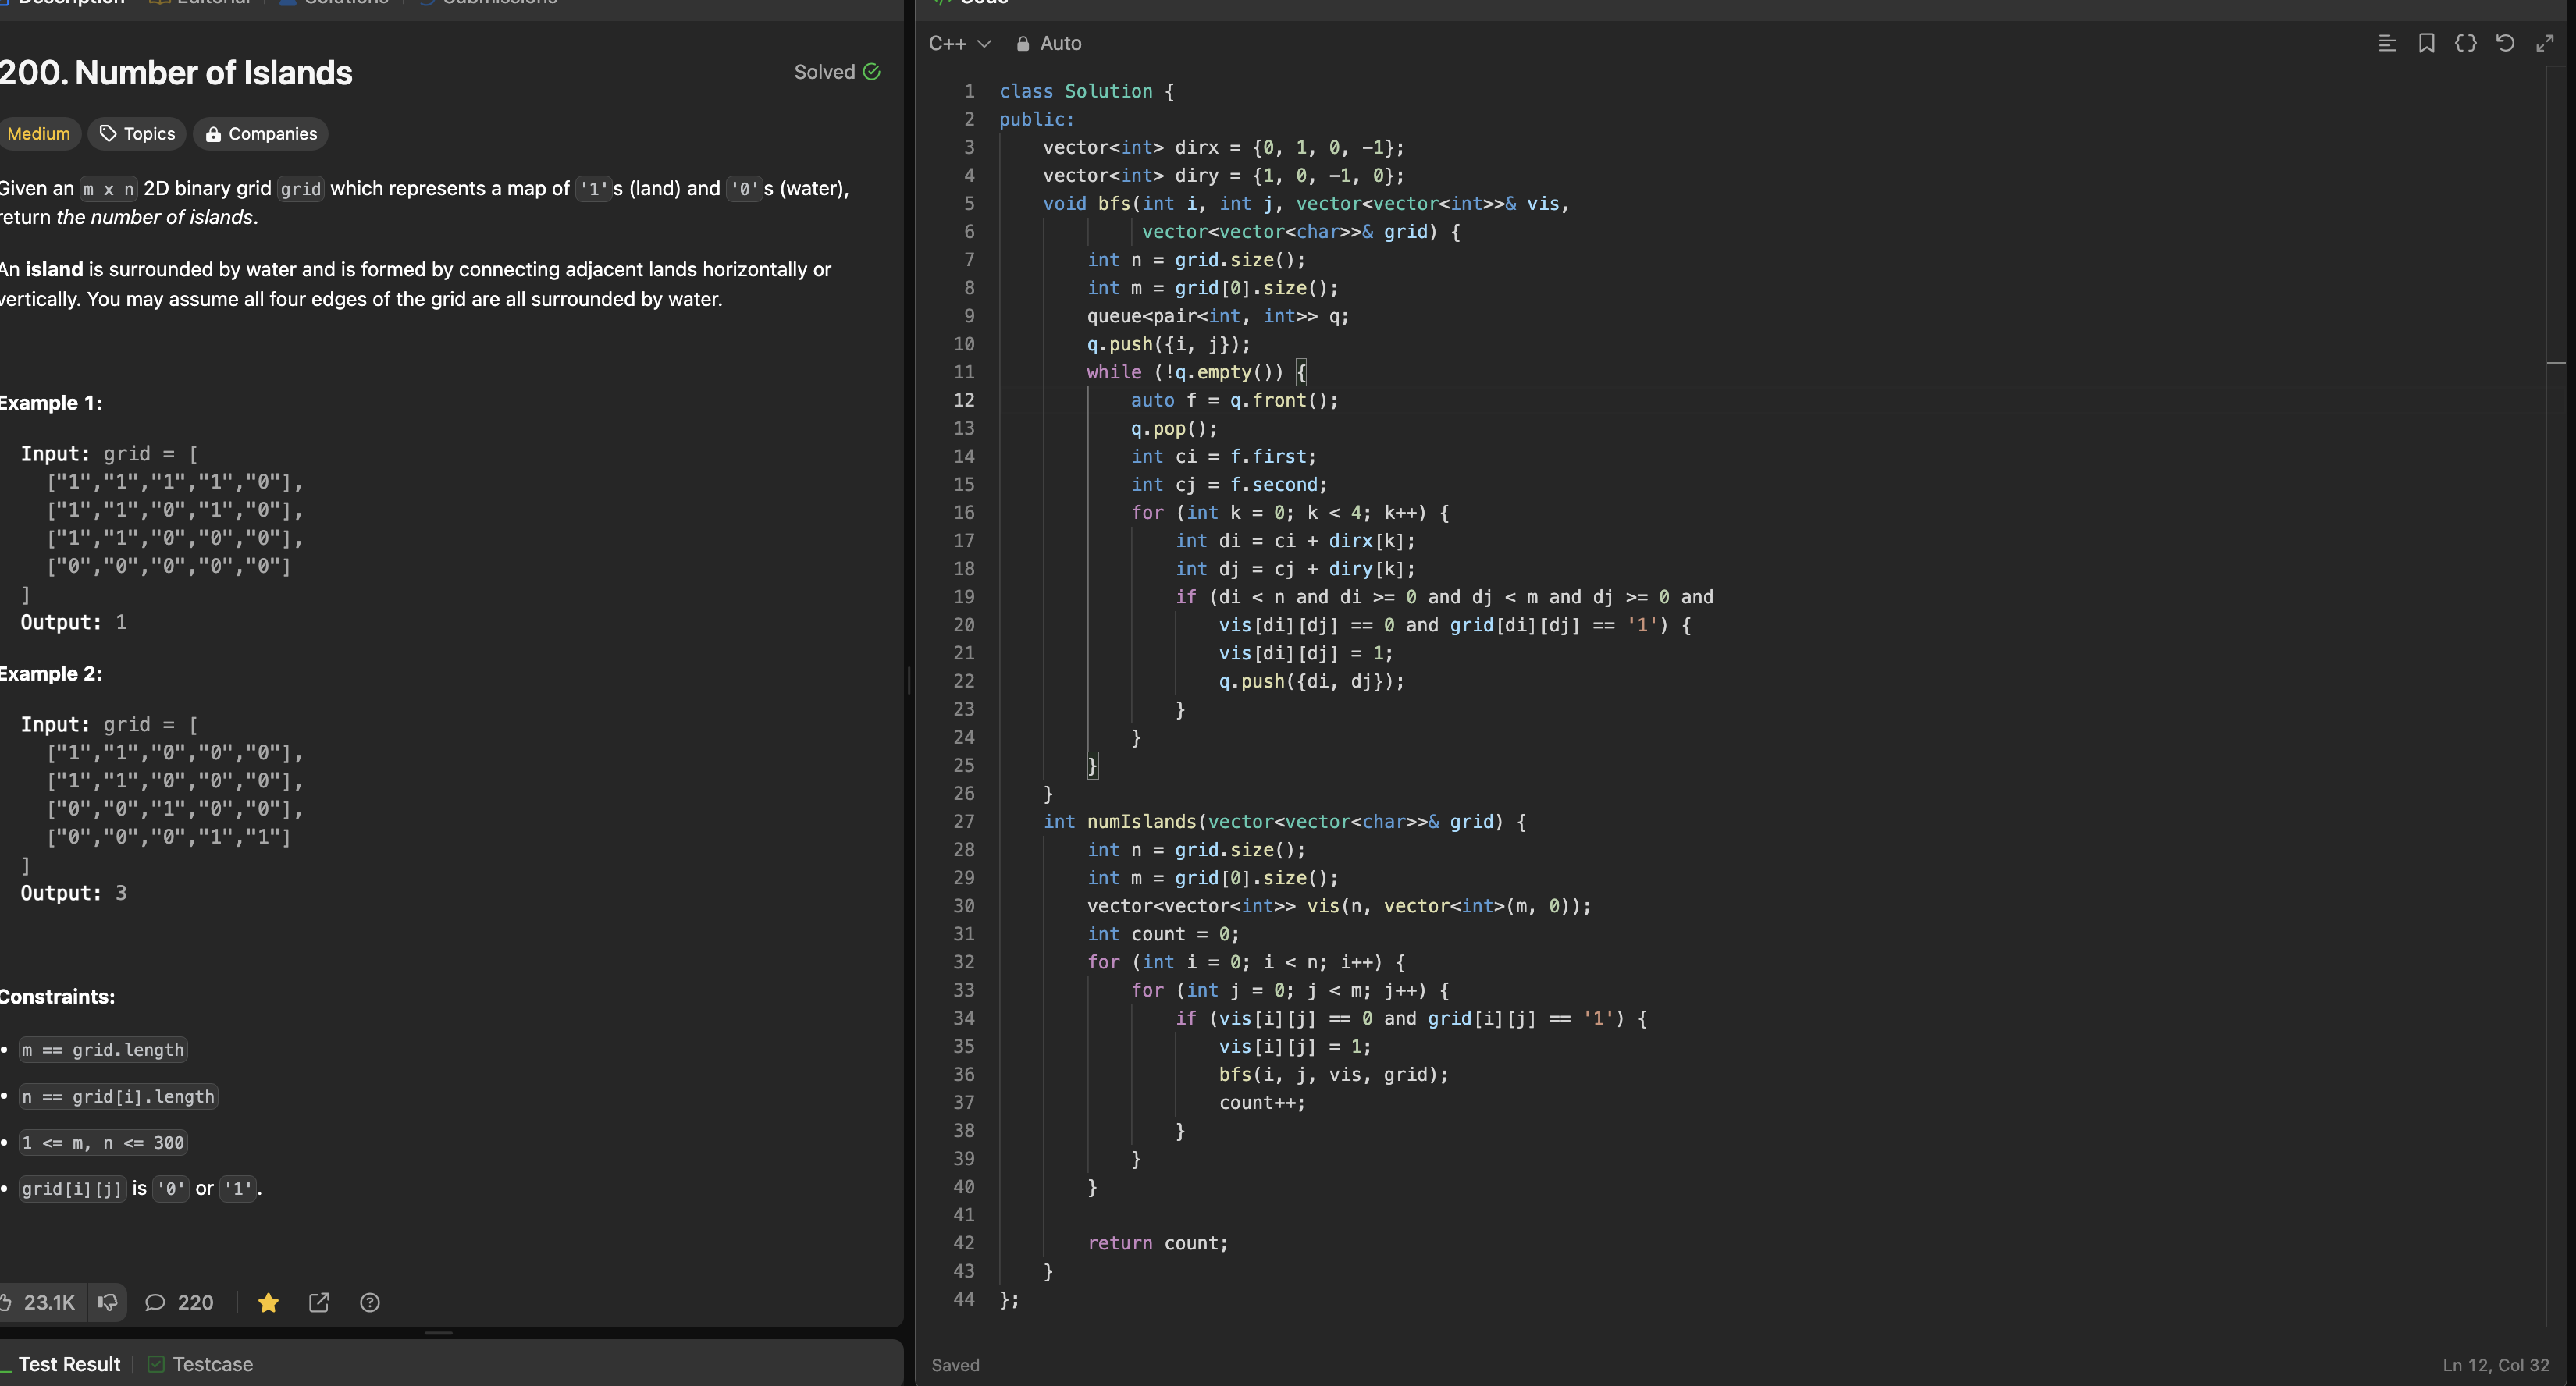 Description Editorial Solutions Submissions
200. Number of Islands
Solved
Medium Topics Companies
Given an m x n 2D binary grid grid which represents a map of '1's (land) and '0's (water),
return the number of islands.
An island is surrounded by water and is formed by connecting adjacent lands horizontally or
vertically. You may assume all four edges of the grid are all surrounded by water.
Example 1:
Input: grid = [
["1","1","1","1","0"],
["1","1","0","1","0"],
["1","1","0","0","0"],
["0","0","0","0","0"]
]
Output: 1
Example 2:
Input: grid = [
["1","1","0","0","0"],
["1","1","0","0","0"],
["0","0","1","0","0"],
["0","0","0","1","1"]
]
Output: 3
Constraints:
• m == grid.length
• n == grid[i].length
• 1 <= m, n <= 300
• grid[i][j] is '0' or '1'.
23.1K 220
Test Result Testcase
Code
C++ Auto
1 class Solution {
2 public:
3     vector<int> dirx = {0, 1, 0, -1};
4     vector<int> diry = {1, 0, -1, 0};
5     void bfs(int i, int j, vector<vector<int>>& vis,
6              vector<vector<char>>& grid) {
7         int n = grid.size();
8         int m = grid[0].size();
9         queue<pair<int, int>> q;
10         q.push({i, j});
11         while (!q.empty()) {
12             auto f = q.front();
13             q.pop();
14             int ci = f.first;
15             int cj = f.second;
16             for (int k = 0; k < 4; k++) {
17                 int di = ci + dirx[k];
18                 int dj = cj + diry[k];
19                 if (di < n and di >= 0 and dj < m and dj >= 0 and
20                     vis[di][dj] == 0 and grid[di][dj] == '1') {
21                     vis[di][dj] = 1;
22                     q.push({di, dj});
23                 }
24             }
25         }
26     }
27     int numIslands(vector<vector<char>>& grid) {
28         int n = grid.size();
29         int m = grid[0].size();
30         vector<vector<int>> vis(n, vector<int>(m, 0));
31         int count = 0;
32         for (int i = 0; i < n; i++) {
33             for (int j = 0; j < m; j++) {
34                 if (vis[i][j] == 0 and grid[i][j] == '1') {
35                     vis[i][j] = 1;
36                     bfs(i, j, vis, grid);
37                     count++;
38                 }
39             }
40         }
41
42         return count;
43     }
44 };
Saved
Ln 12, Col 32